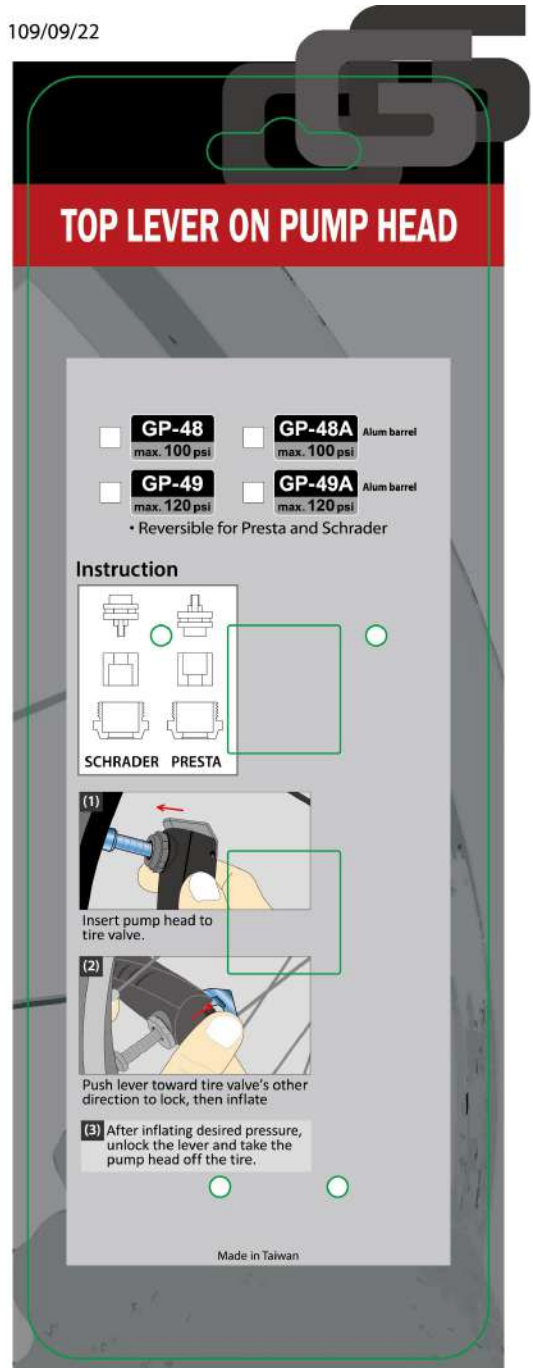 109/09/22
TOP LEVER ON PUMP HEAD
GP-48
max. 100 psi
GP-48A Alum barrel
max. 100 psi
GP-49
max. 120 psi
GP-49A Alum barrel
max. 120 psi
• Reversible for Presta and Schrader
Instruction
SCHRADER PRESTA
(1)
Insert pump head to
tire valve.
(2)
Push lever toward tire valve's other
direction to lock, then inflate
(3) After inflating desired pressure,
unlock the lever and take the
pump head off the tire.
Made in Taiwan